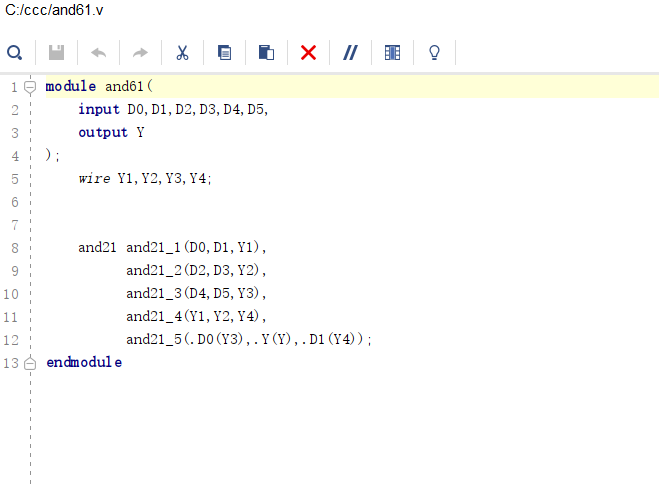 C:/ccc/and61.v
1 module and61(
2 input D0,D1,D2,D3,D4,D5,
3 output Y
4 );
5 wire Y1,Y2,Y3,Y4;
6
7
8 and21 and21_1(D0,D1,Y1),
9 and21_2(D2,D3,Y2),
10 and21_3(D4,D5,Y3),
11 and21_4(Y1,Y2,Y4),
12 and21_5(.D0(Y3),.Y(Y),.D1(Y4));
13 endmodule